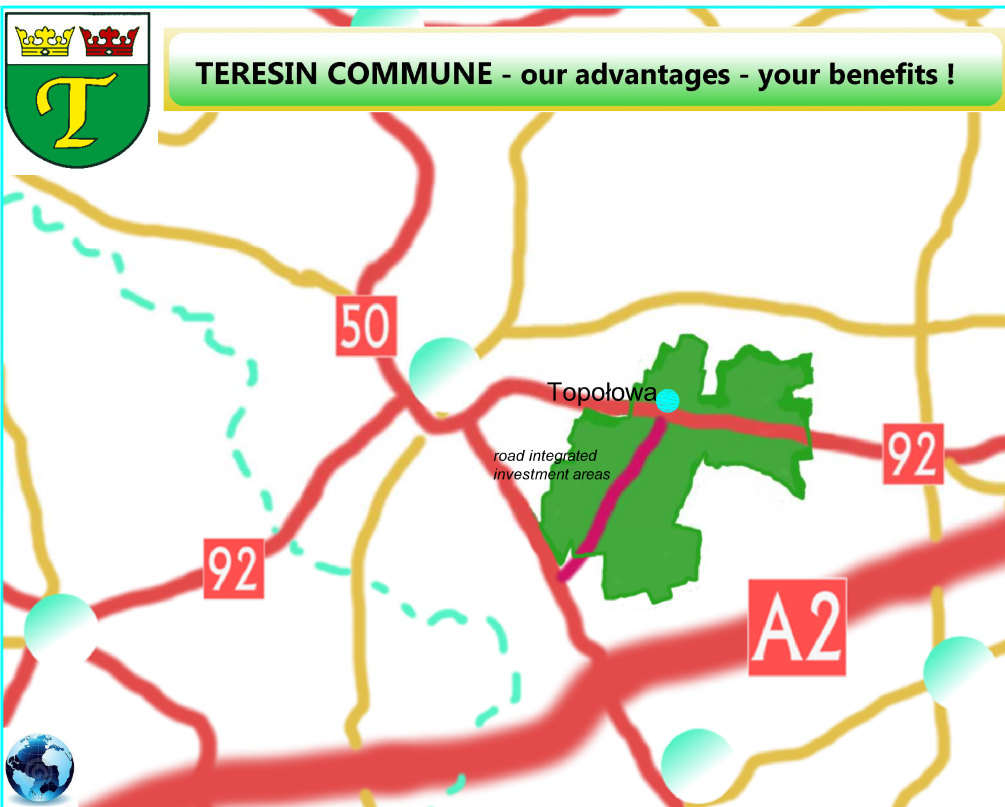 T
TERESIN COMMUNE - our advantages - your benefits !
50
Topołowa
road integrated
investment areas
92
92
A2